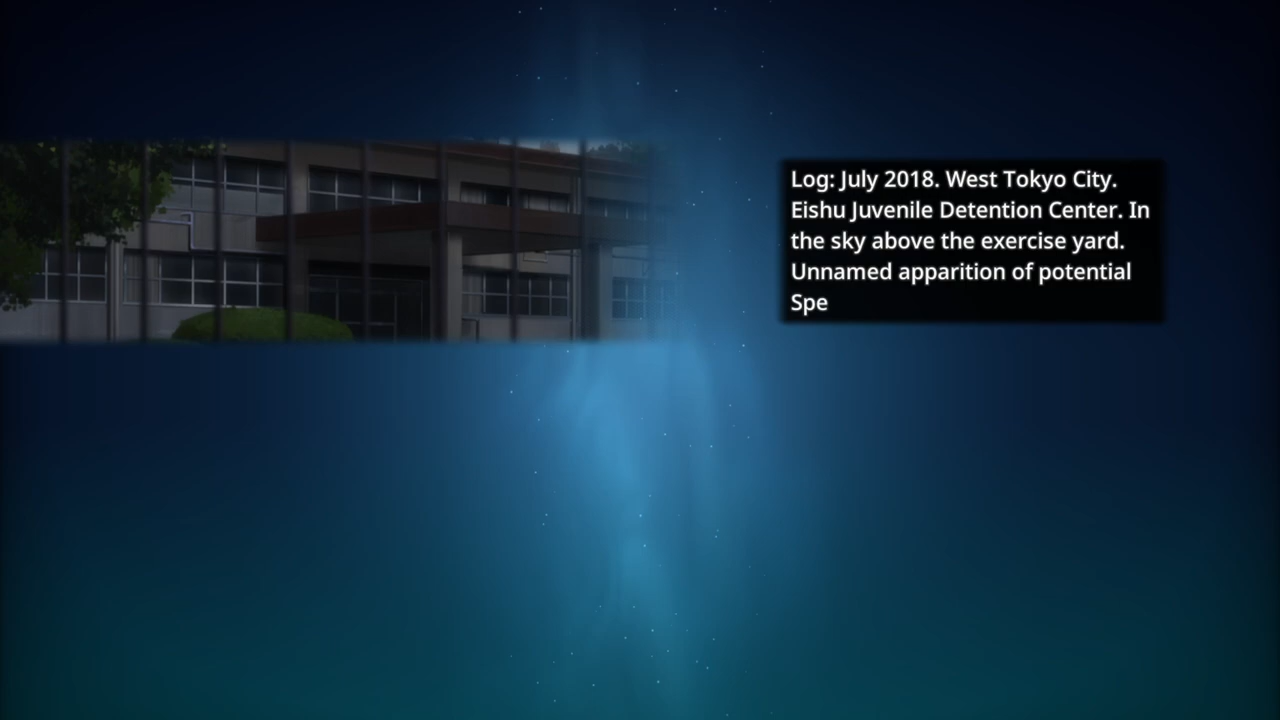 Log: July 2018. West Tokyo City.
Eishu Juvenile Detention Center. In
the sky above the exercise yard.
Unnamed apparition of potential
Spe